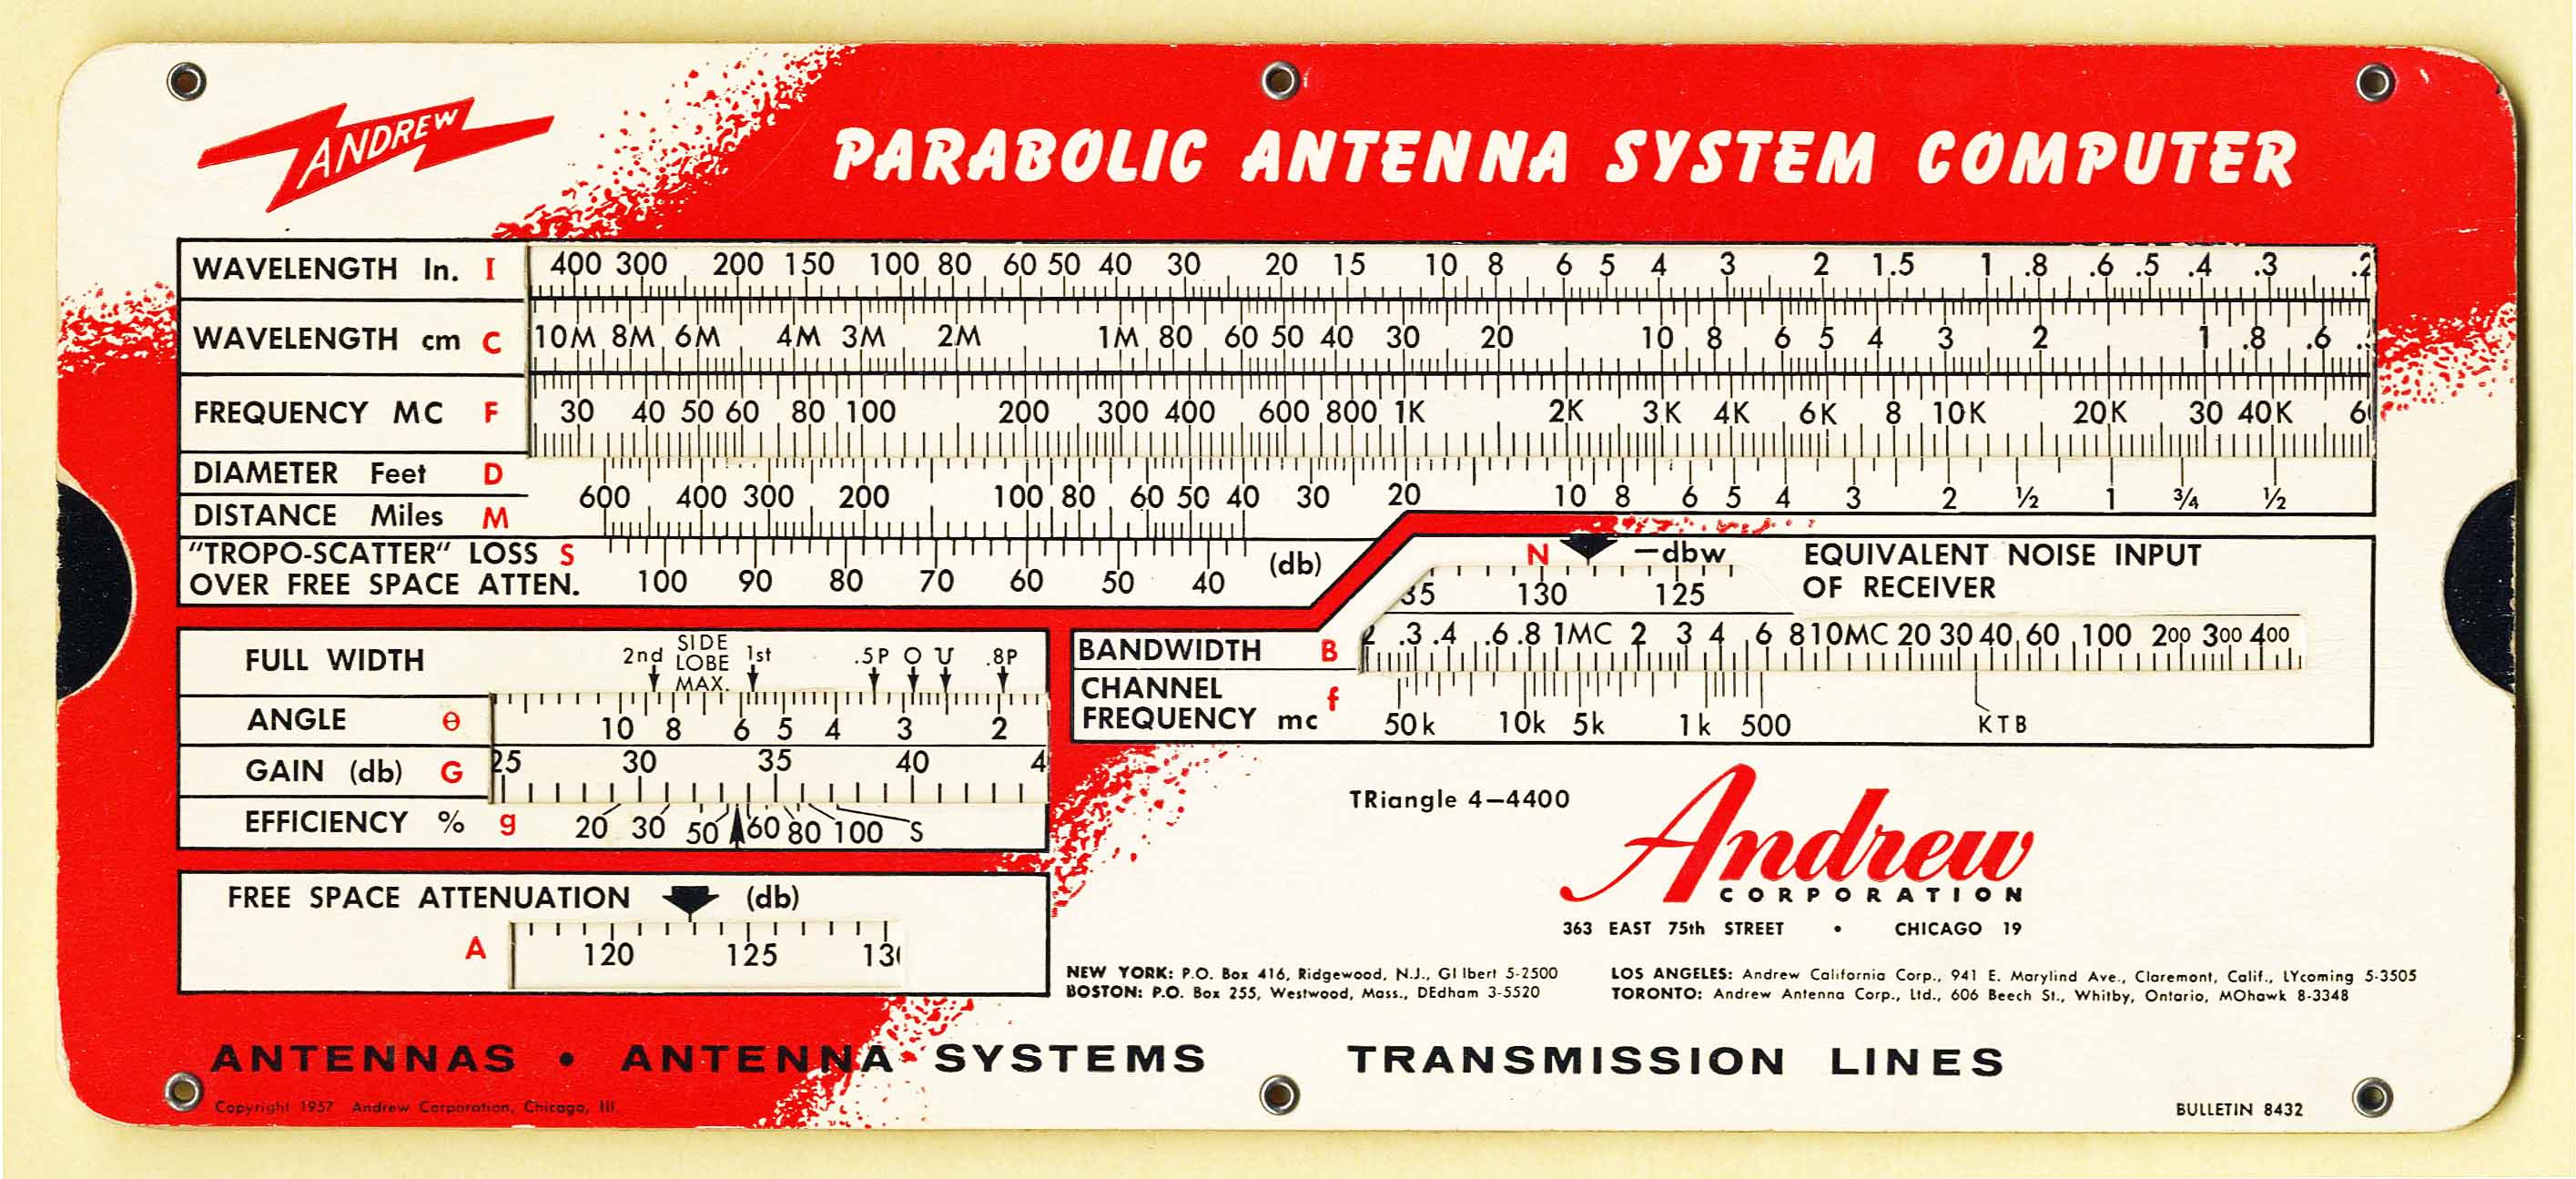 ANDREW
PARABOLIC ANTENNA SYSTEM COMPUTER
WAVELENGTH In. I 400 300 200 150 100 80 60 50 40 30 20 15 10 8 6 5 4 3 2 1.5 1 .8 .6 .5 .4 .3 .2
WAVELENGTH cm C 10M 8M 6M 4M 3M 2M 1M 80 60 50 40 30 20 10 8 6 5 4 3 2 1 .8 .6
FREQUENCY MC F 30 40 50 60 80 100 200 300 400 600 800 1K 2K 3K 4K 6K 8 10K 20K 30 40K 6
DIAMETER Feet D
DISTANCE Miles M
600 400 300 200 100 80 60 50 40 30 20 10 8 6 5 4 3 2 ½ 1 ¾ ½
"TROPO-SCATTER" LOSS S
OVER FREE SPACE ATTEN.
100 90 80 70 60 50 40 (db)
N −dbw
35 130 125
EQUIVALENT NOISE INPUT
OF RECEIVER
BANDWIDTH B 2 .3 .4 .6 .8 1MC 2 3 4 6 8 10MC 20 30 40 60 100 200 300 400
CHANNEL
FREQUENCY mc f
50k 10k 5k 1k 500 KTB
FULL WIDTH
2nd SIDE LOBE MAX. 1st .5P O U .8P
ANGLE θ 10 8 6 5 4 3 2
GAIN (db) G 25 30 35 40 4
EFFICIENCY % g 20 30 50 60 80 100 S
FREE SPACE ATTENUATION (db)
A 120 125 130
TRiangle 4-4400
Andrew
CORPORATION
363 EAST 75th STREET • CHICAGO 19
NEW YORK: P.O. Box 416, Ridgewood, N.J., GIlbert 5-2500
BOSTON: P.O. Box 255, Westwood, Mass., DEdham 3-5520
LOS ANGELES: Andrew California Corp., 941 E. Marylind Ave., Claremont, Calif., LYcoming 5-3505
TORONTO: Andrew Antenna Corp., Ltd., 606 Beech St., Whitby, Ontario, MOhawk 8-3348
ANTENNAS • ANTENNA SYSTEMS TRANSMISSION LINES
Copyright 1957 Andrew Corporation, Chicago, Ill.
BULLETIN 8432